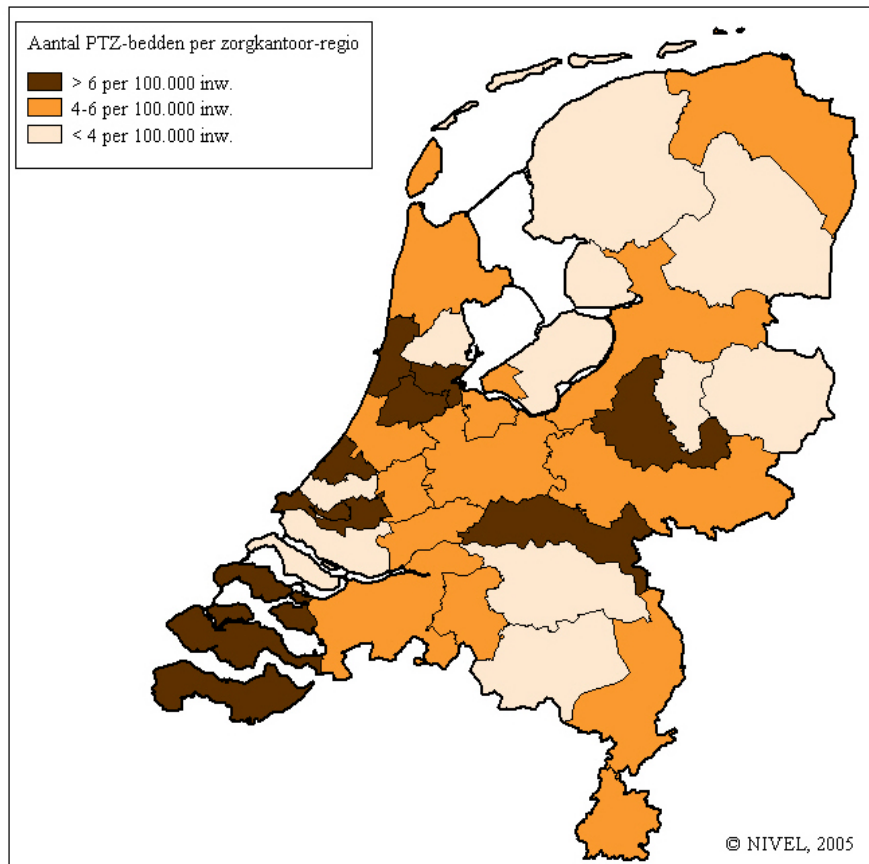 Aantal PTZ-bedden per zorgkantoor-regio
> 6 per 100.000 inw.
4-6 per 100.000 inw.
< 4 per 100.000 inw.
© NIVEL, 2005